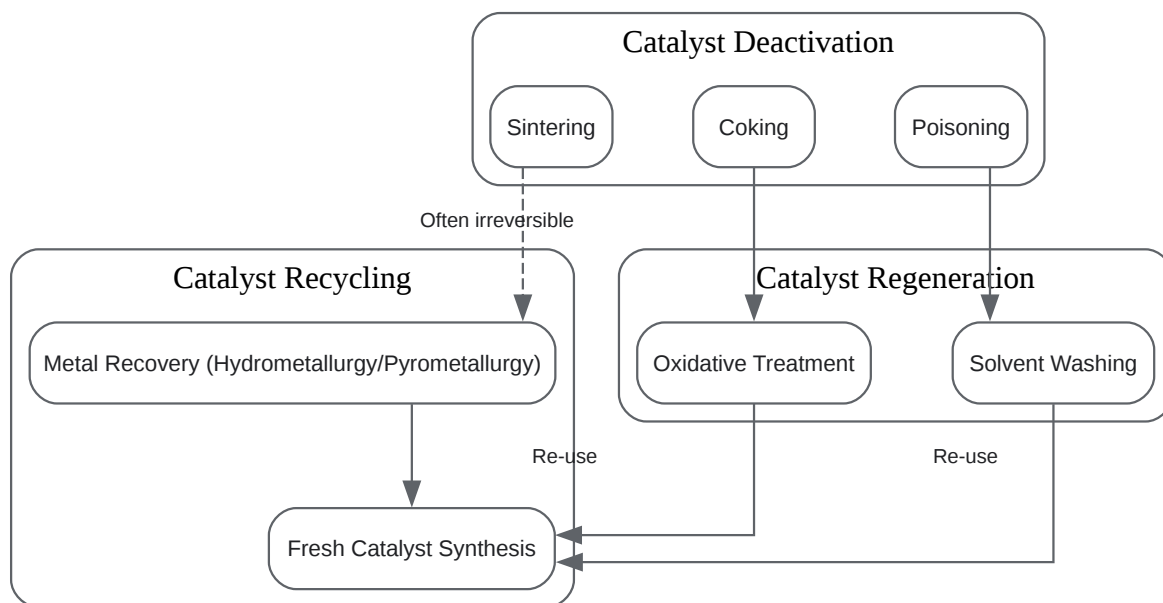 Catalyst Deactivation
Sintering
Coking
Poisoning
Often irreversible
Catalyst Recycling
Catalyst Regeneration
Metal Recovery (Hydrometallurgy/Pyrometallurgy)
Oxidative Treatment
Solvent Washing
Re-use
Re-use
Fresh Catalyst Synthesis